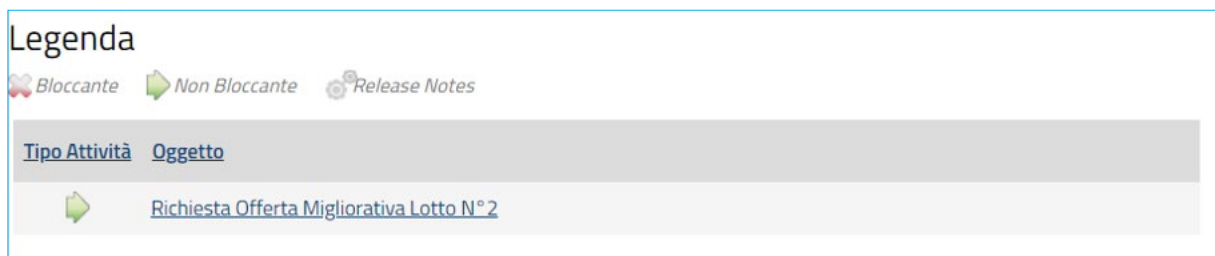 Legenda
Bloccante Non Bloccante Release Notes
Tipo Attività Oggetto
Richiesta Offerta Migliorativa Lotto N°2